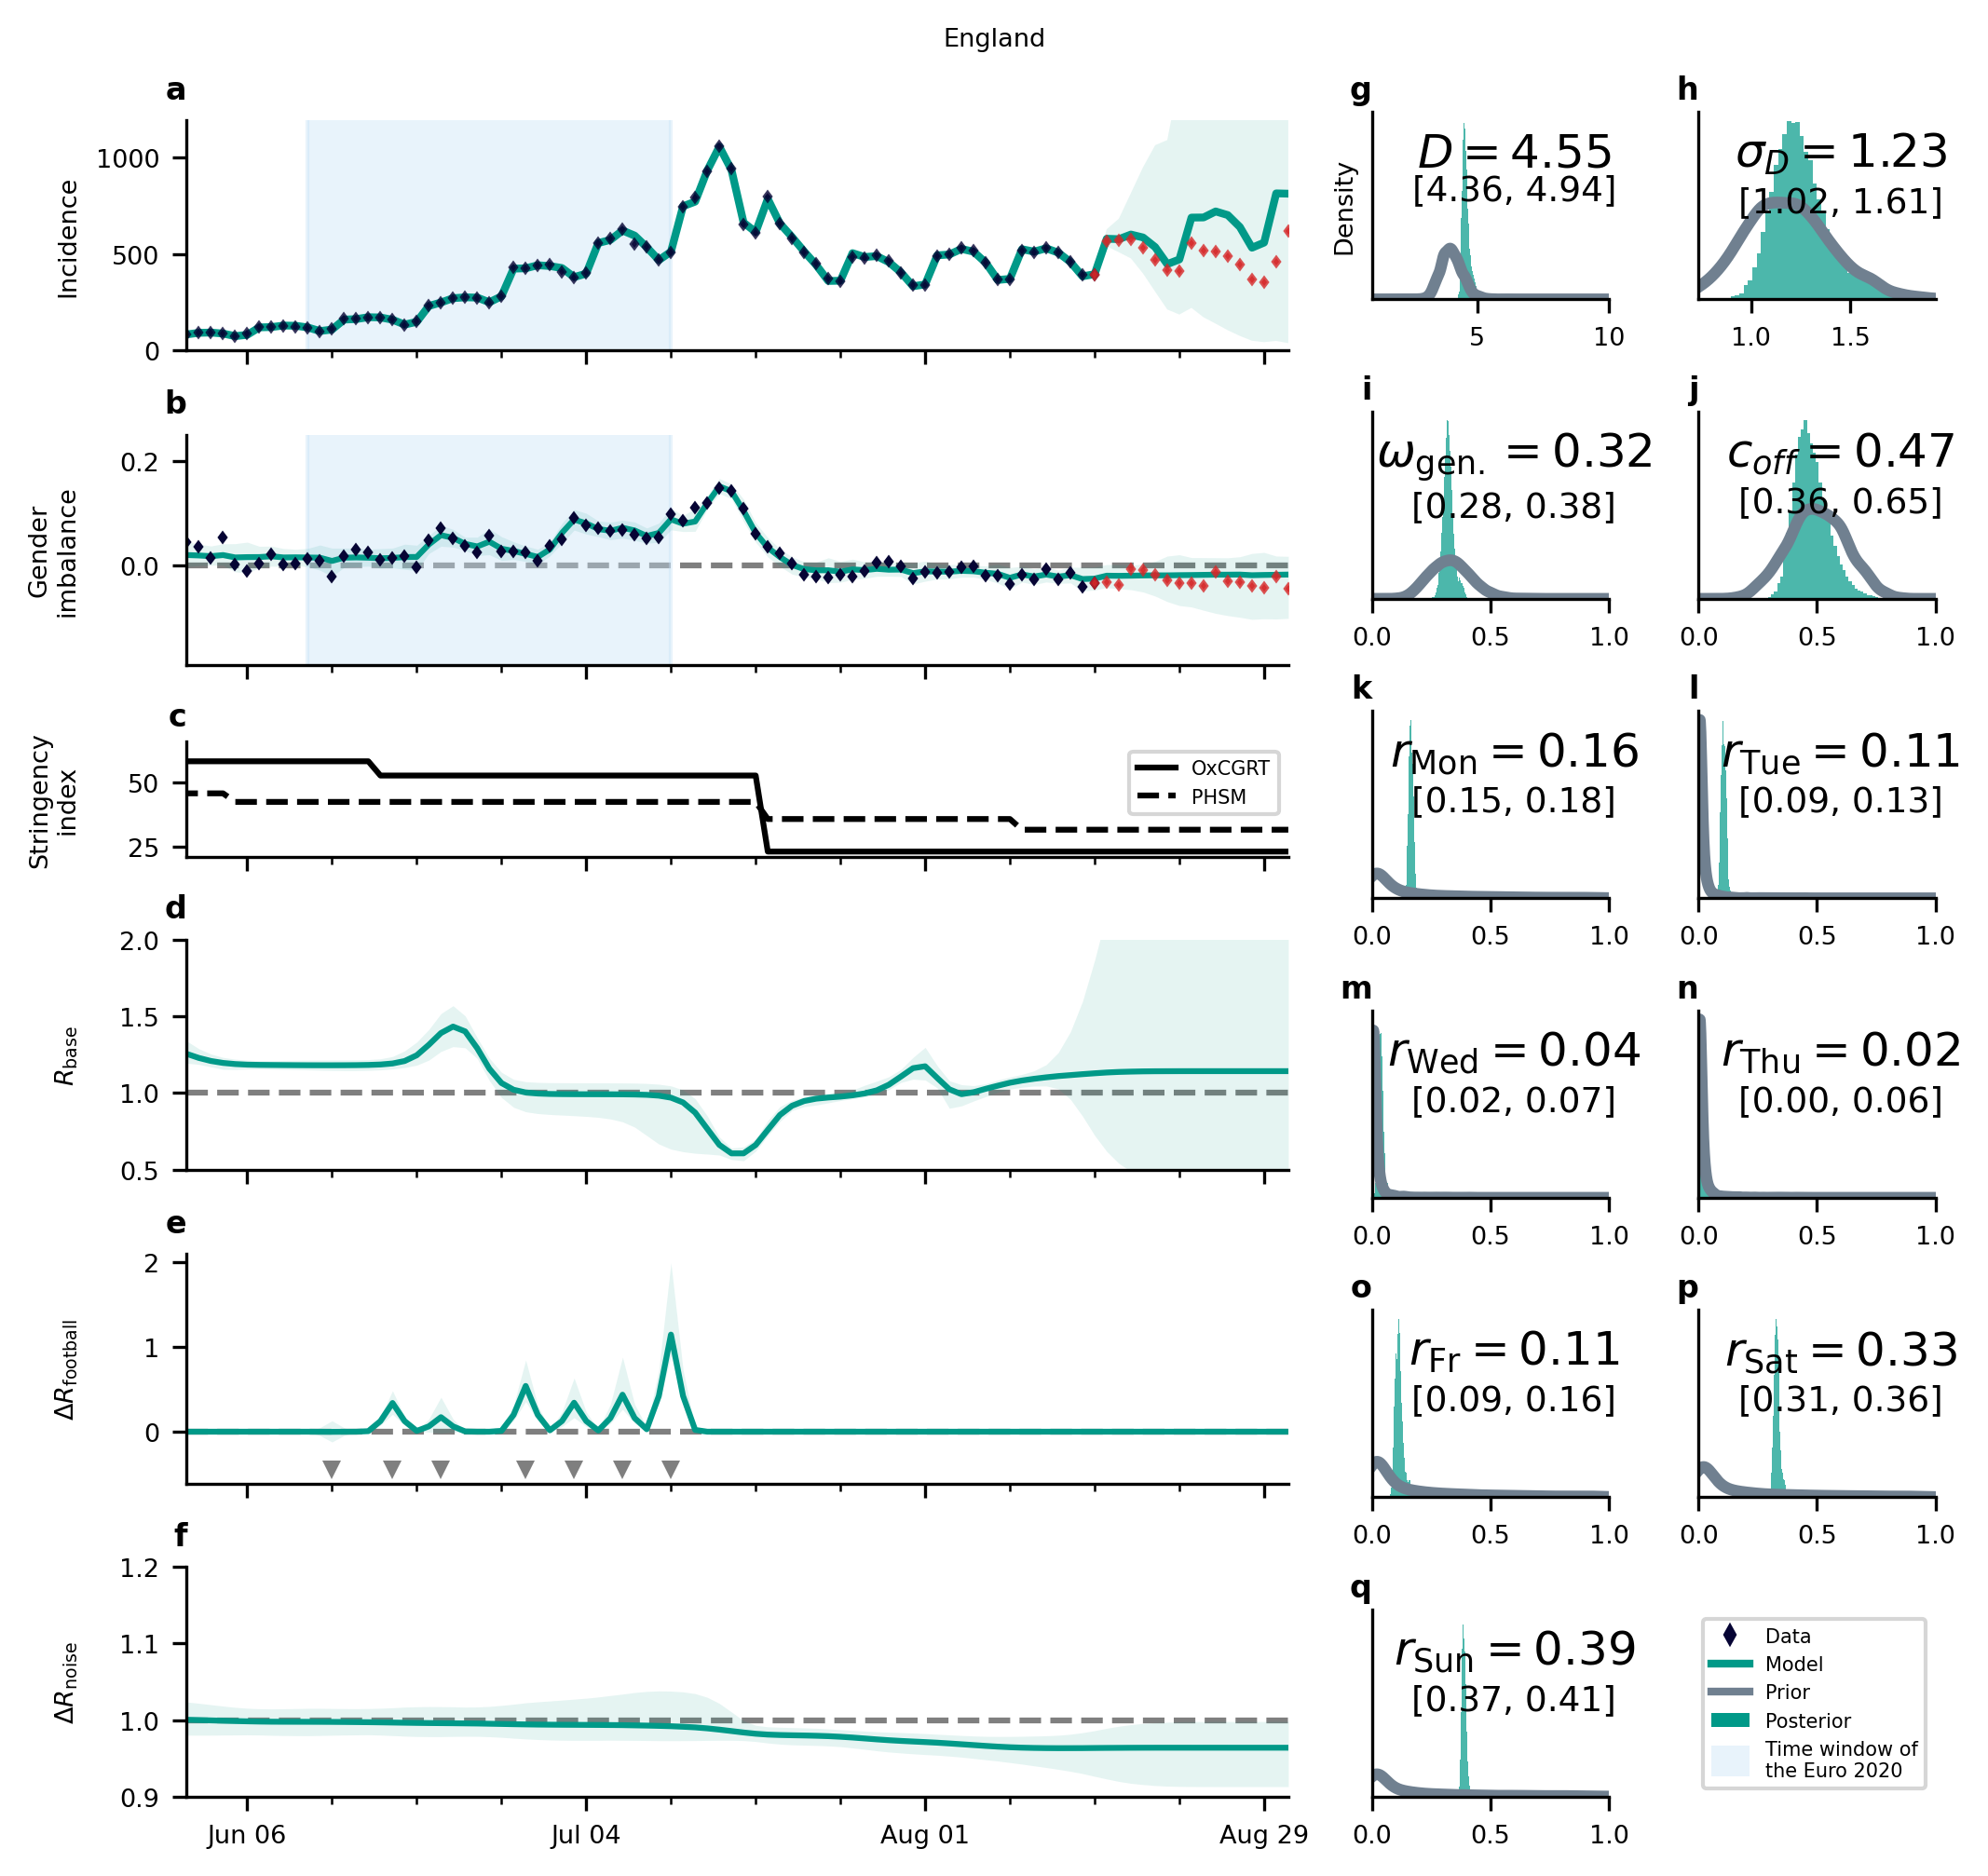 England
a
Incidence
1000
500
0
b
Gender
imbalance
0.2
0.0
c
Stringency
index
50
25
OxCGRT
PHSM
d
R_base
2.0
1.5
1.0
0.5
e
ΔR_football
2
1
0
f
ΔR_noise
1.2
1.1
1.0
0.9
Jun 06
Jul 04
Aug 01
Aug 29
g
Density
D = 4.55
[4.36, 4.94]
5
10
h
σ_D = 1.23
[1.02, 1.61]
1.0
1.5
i
ω_gen. = 0.32
[0.28, 0.38]
0.0
0.5
1.0
j
c_off = 0.47
[0.36, 0.65]
0.0
0.5
1.0
k
r_Mon = 0.16
[0.15, 0.18]
0.0
0.5
1.0
l
r_Tue = 0.11
[0.09, 0.13]
0.0
0.5
1.0
m
r_Wed = 0.04
[0.02, 0.07]
0.0
0.5
1.0
n
r_Thu = 0.02
[0.00, 0.06]
0.0
0.5
1.0
o
r_Fr = 0.11
[0.09, 0.16]
0.0
0.5
1.0
p
r_Sat = 0.33
[0.31, 0.36]
0.0
0.5
1.0
q
r_Sun = 0.39
[0.37, 0.41]
0.0
0.5
1.0
Data
Model
Prior
Posterior
Time window of
the Euro 2020